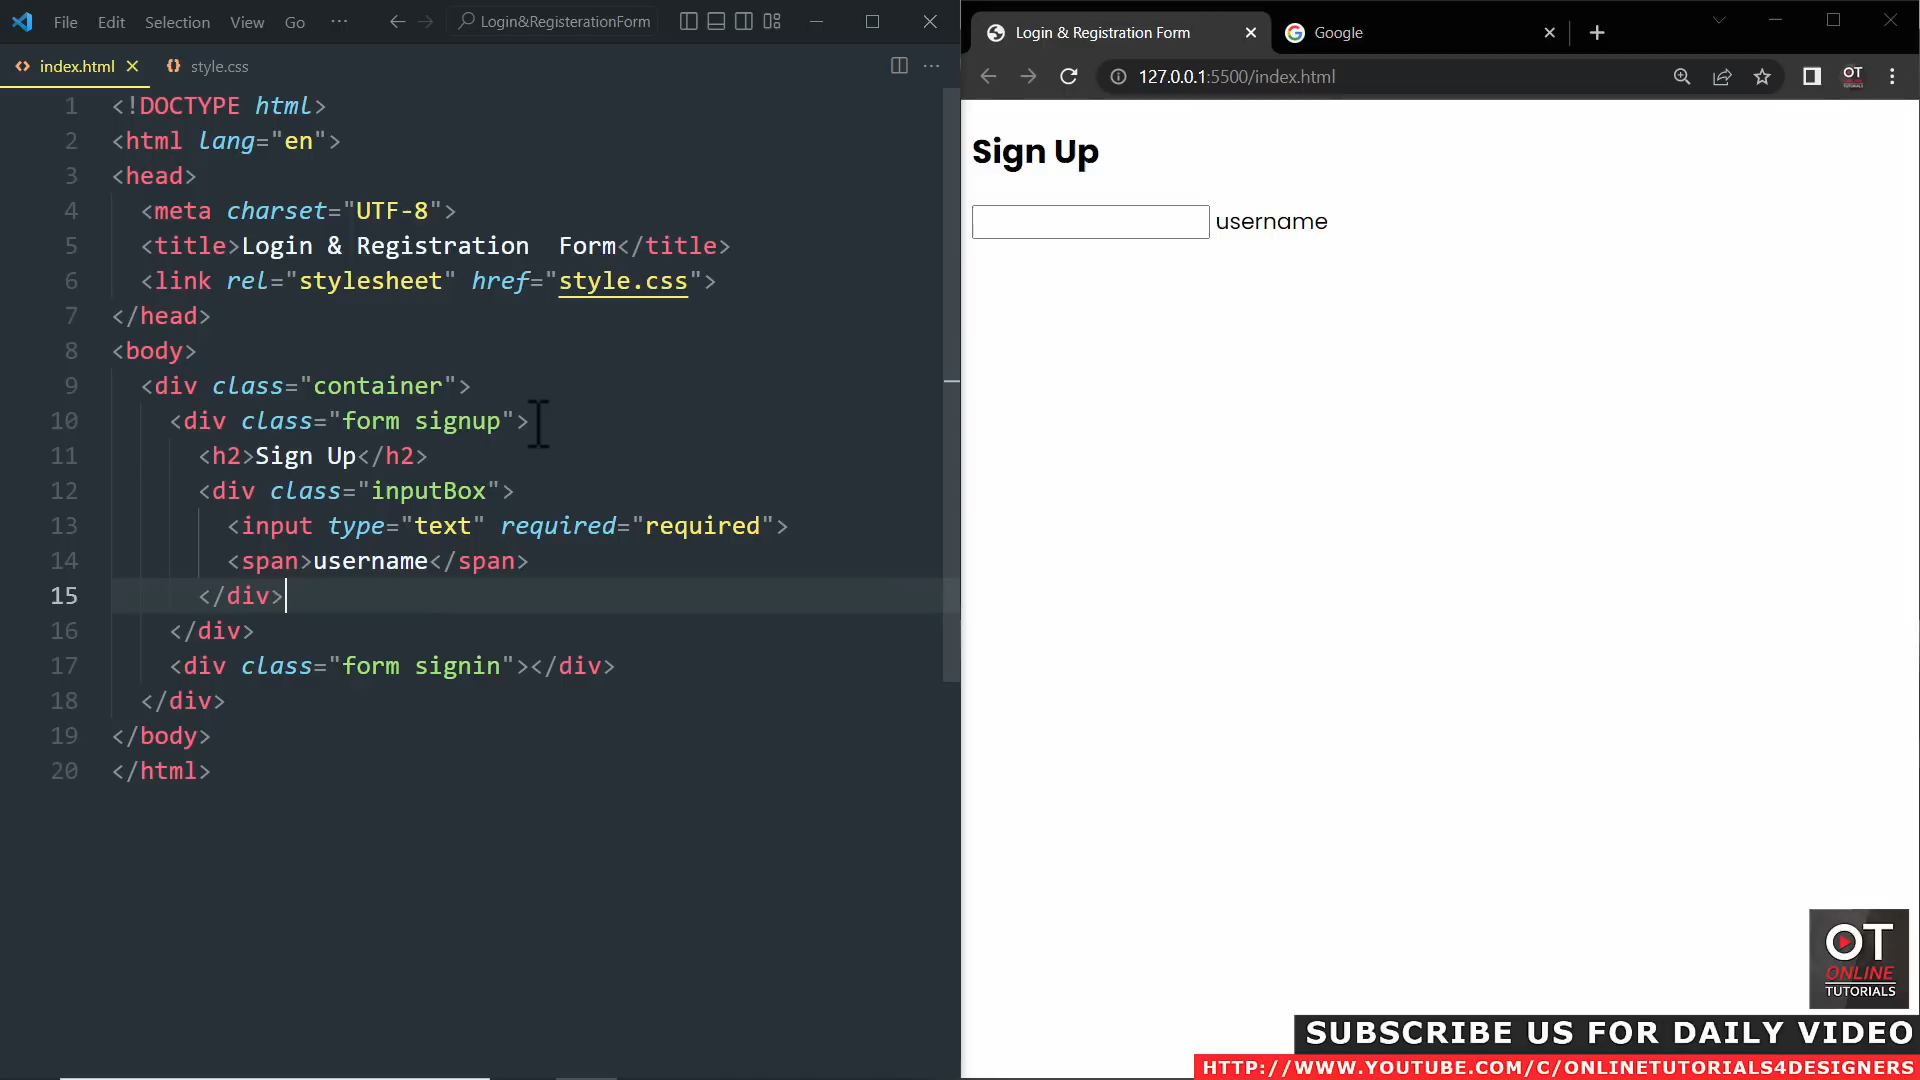 File Edit Selection View Go ··· Login&RegisterationForm
index.html style.css
1 <!DOCTYPE html>
2 <html lang="en">
3 <head>
4 <meta charset="UTF-8">
5 <title>Login & Registration  Form</title>
6 <link rel="stylesheet" href="style.css">
7 </head>
8 <body>
9 <div class="container">
10 <div class="form signup">
11 <h2>Sign Up</h2>
12 <div class="inputBox">
13 <input type="text" required="required">
14 <span>username</span>
15 </div>
16 </div>
17 <div class="form signin"></div>
18 </div>
19 </body>
20 </html>
Login & Registration Form Google
127.0.0.1:5500/index.html
Sign Up
username
OT
ONLINE
TUTORIALS
SUBSCRIBE US FOR DAILY VIDEO
HTTP://WWW.YOUTUBE.COM/C/ONLINETUTORIALS4DESIGNERS